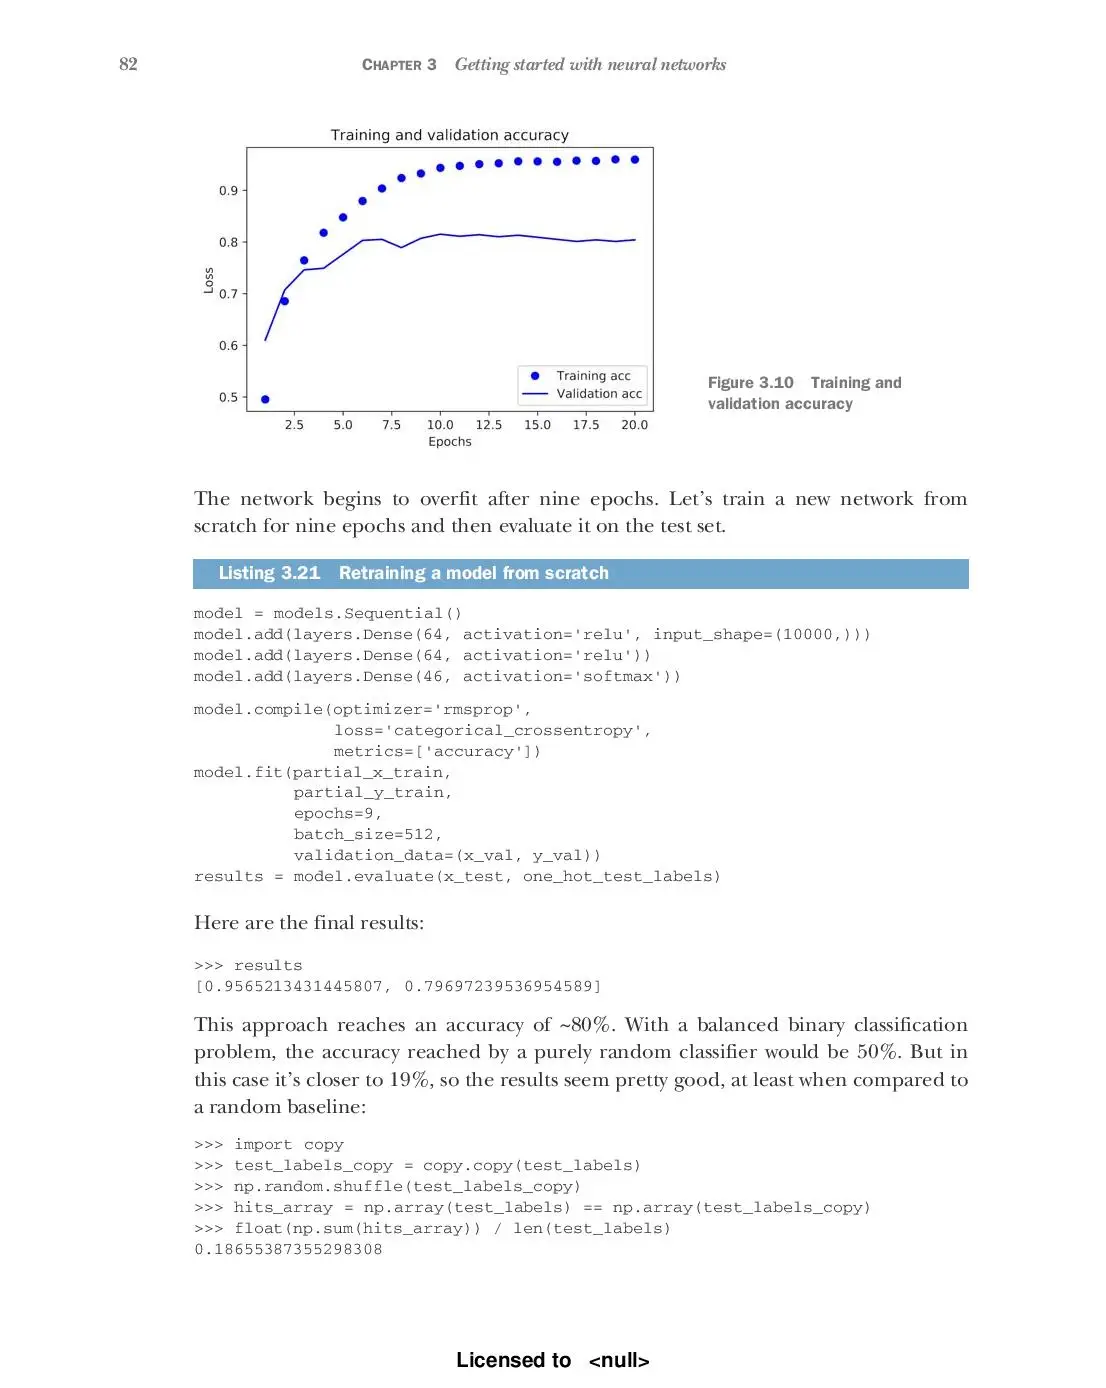 82
CHAPTER 3 Getting started with neural networks
Training and validation accuracy
0.9
0.8
0.7
0.6
0.5
Loss
Training acc
Validation acc
2.5 5.0 7.5 10.0 12.5 15.0 17.5 20.0
Epochs
Figure 3.10 Training and
validation accuracy
The network begins to overfit after nine epochs. Let's train a new network from
scratch for nine epochs and then evaluate it on the test set.
Listing 3.21 Retraining a model from scratch
model = models.Sequential()
model.add(layers.Dense(64, activation='relu', input_shape=(10000,)))
model.add(layers.Dense(64, activation='relu'))
model.add(layers.Dense(46, activation='softmax'))
model.compile(optimizer='rmsprop',
loss='categorical_crossentropy',
metrics=['accuracy'])
model.fit(partial_x_train,
partial_y_train,
epochs=9,
batch_size=512,
validation_data=(x_val, y_val))
results = model.evaluate(x_test, one_hot_test_labels)
Here are the final results:
>>> results
[0.9565213431445807, 0.79697239536954589]
This approach reaches an accuracy of ~80%. With a balanced binary classification
problem, the accuracy reached by a purely random classifier would be 50%. But in
this case it's closer to 19%, so the results seem pretty good, at least when compared to
a random baseline:
>>> import copy
>>> test_labels_copy = copy.copy(test_labels)
>>> np.random.shuffle(test_labels_copy)
>>> hits_array = np.array(test_labels) == np.array(test_labels_copy)
>>> float(np.sum(hits_array)) / len(test_labels)
0.18655387355298308
Licensed to <null>